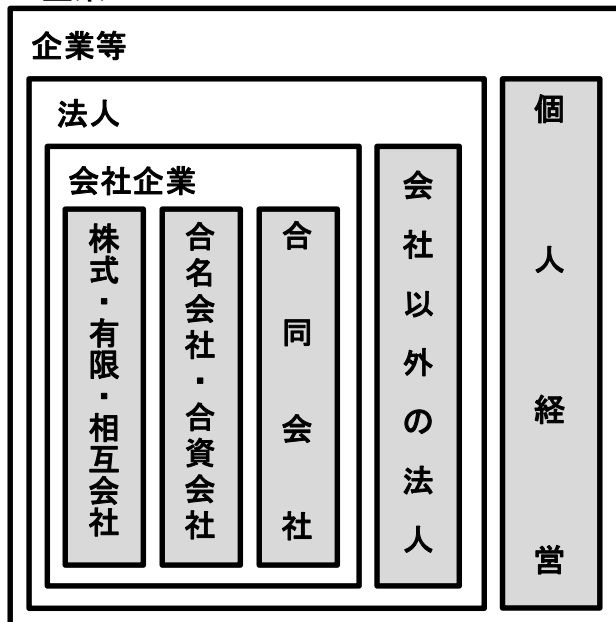 企業等
法人
会社企業
株式・有限・相互会社
合名会社・合資会社
合同会社
会社以外の法人
個人経営